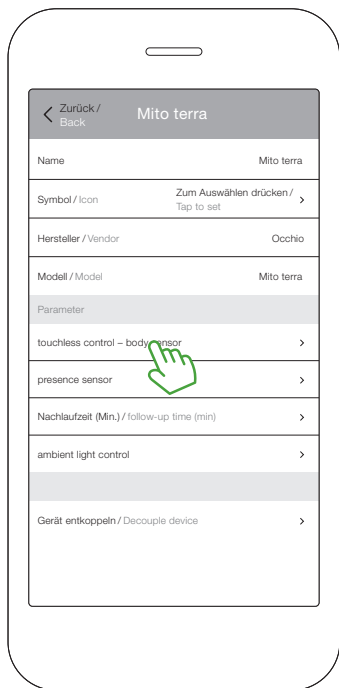 Zurück /
Back
Mito terra
Name Mito terra
Symbol / Icon Zum Auswählen drücken /
Tap to set
Hersteller / Vendor Occhio
Modell / Model Mito terra
Parameter
touchless control – body sensor
presence sensor
Nachlaufzeit (Min.) / follow-up time (min)
ambient light control
Gerät entkoppeln / Decouple device